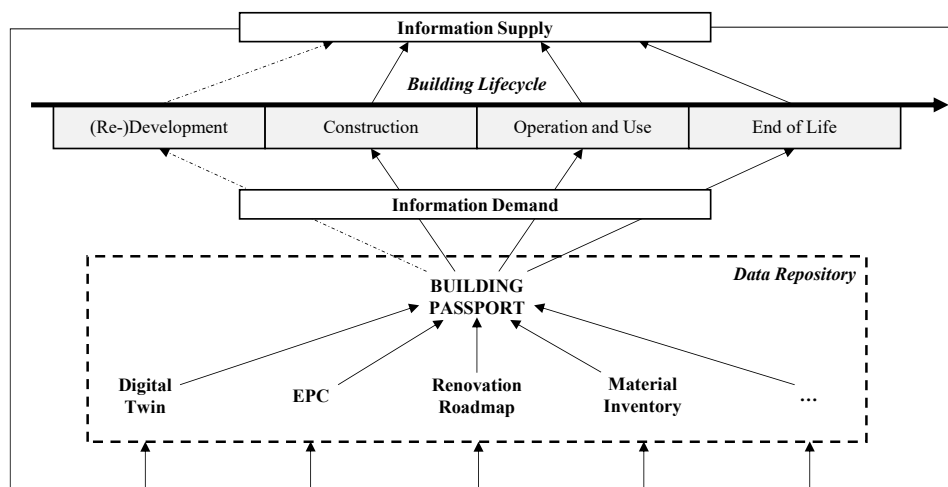 Information Supply
Building Lifecycle
(Re-)Development
Construction
Operation and Use
End of Life
Information Demand
Data Repository
BUILDING
PASSPORT
Digital
Twin
EPC
Renovation
Roadmap
Material
Inventory
...